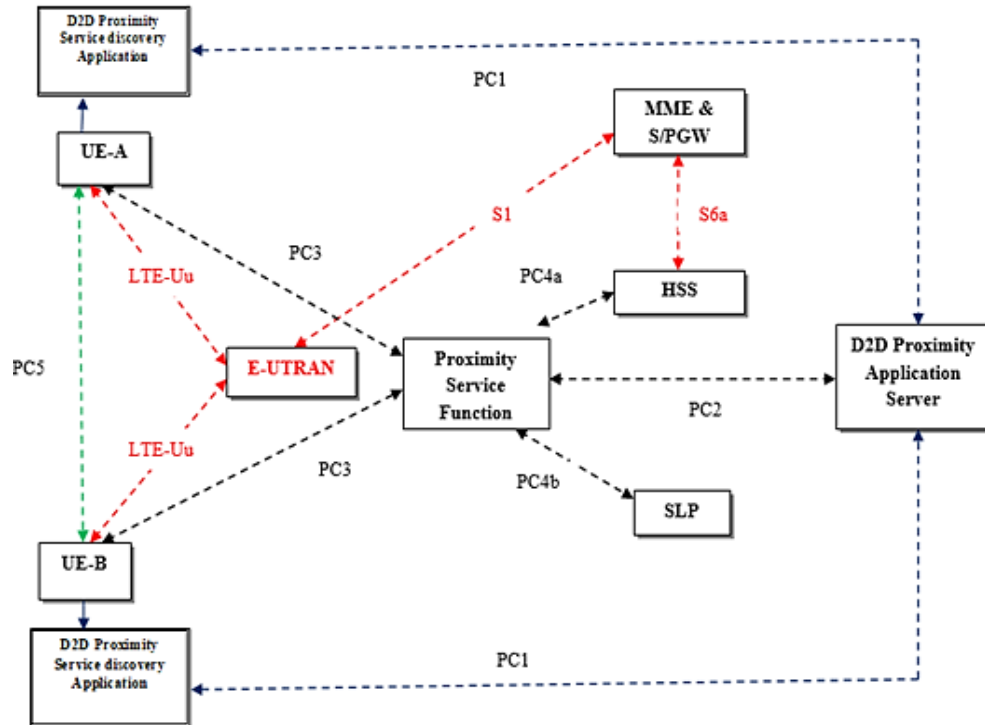 D2D Proximity
Service discovery
Application
PC1
MME &
S/PGW
UE-A
S1
S6a
PC3
LTE-Uu
PC4a
HSS
PC5
E-UTRAN
Proximity
Service
Function
D2D Proximity
Application
Server
PC2
LTE-Uu
PC3
PC4b
SLP
UE-B
D2D Proximity
Service discovery
Application
PC1